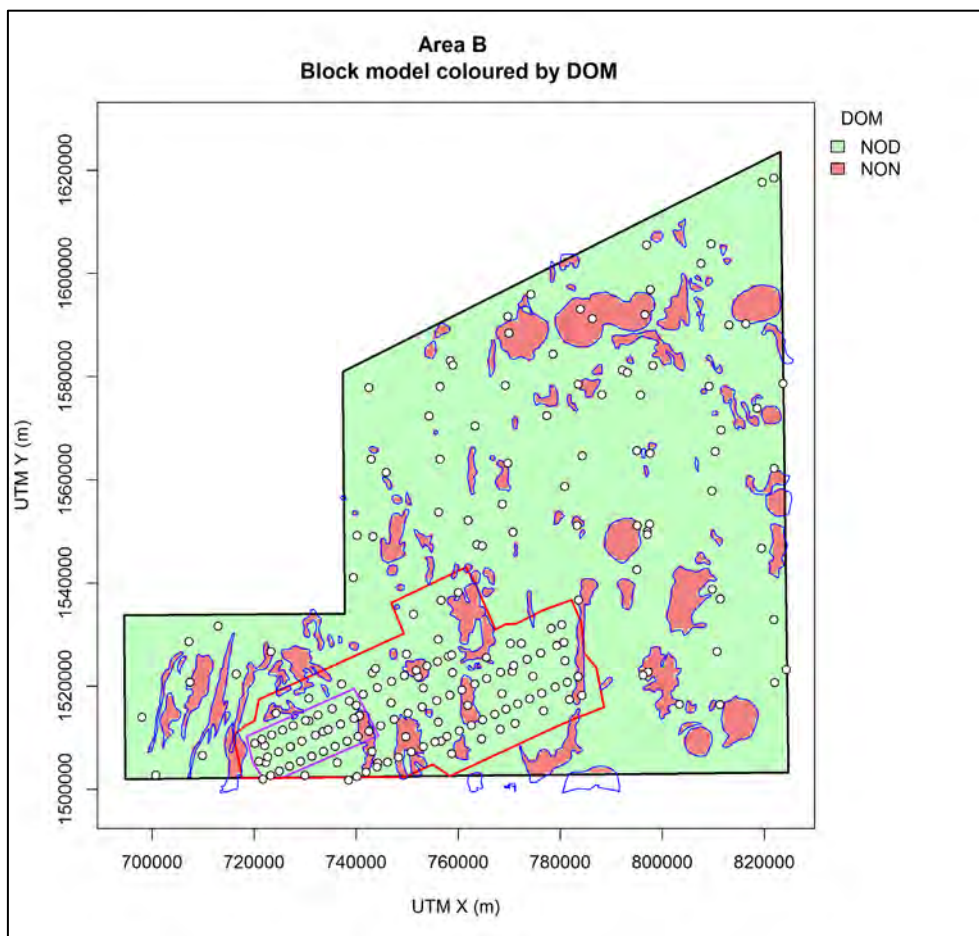 Area B
Block model coloured by DOM
DOM
NOD
NON
UTM Y (m)
1620000
1600000
1580000
1560000
1540000
1520000
1500000
700000 720000 740000 760000 780000 800000 820000
UTM X (m)